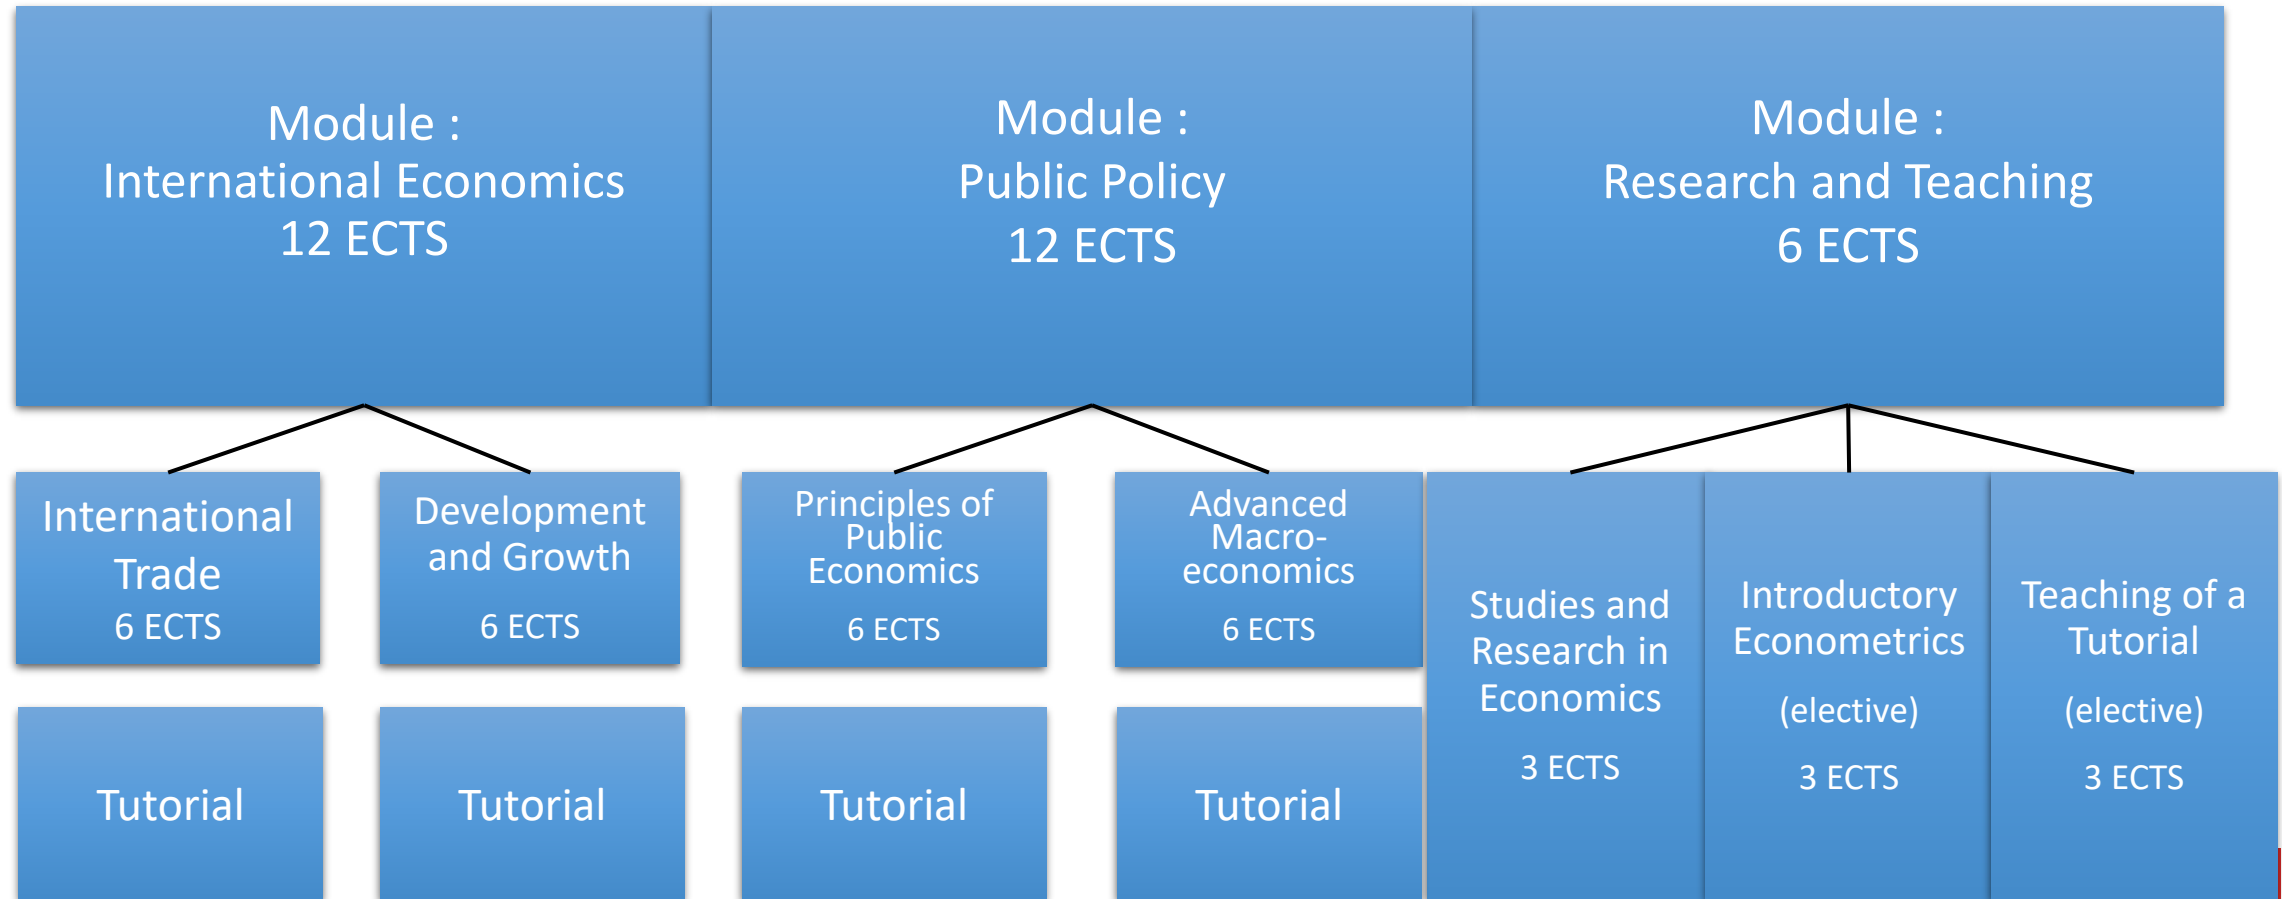 Module :
International Economics
12 ECTS
Module :
Public Policy
12 ECTS
Module :
Research and Teaching
6 ECTS
International
Trade
6 ECTS
Development
and Growth
6 ECTS
Principles of
Public
Economics
6 ECTS
Advanced
Macro-
economics
6 ECTS
Studies and
Research in
Economics
3 ECTS
Introductory
Econometrics
(elective)
3 ECTS
Teaching of a
Tutorial
(elective)
3 ECTS
Tutorial
Tutorial
Tutorial
Tutorial